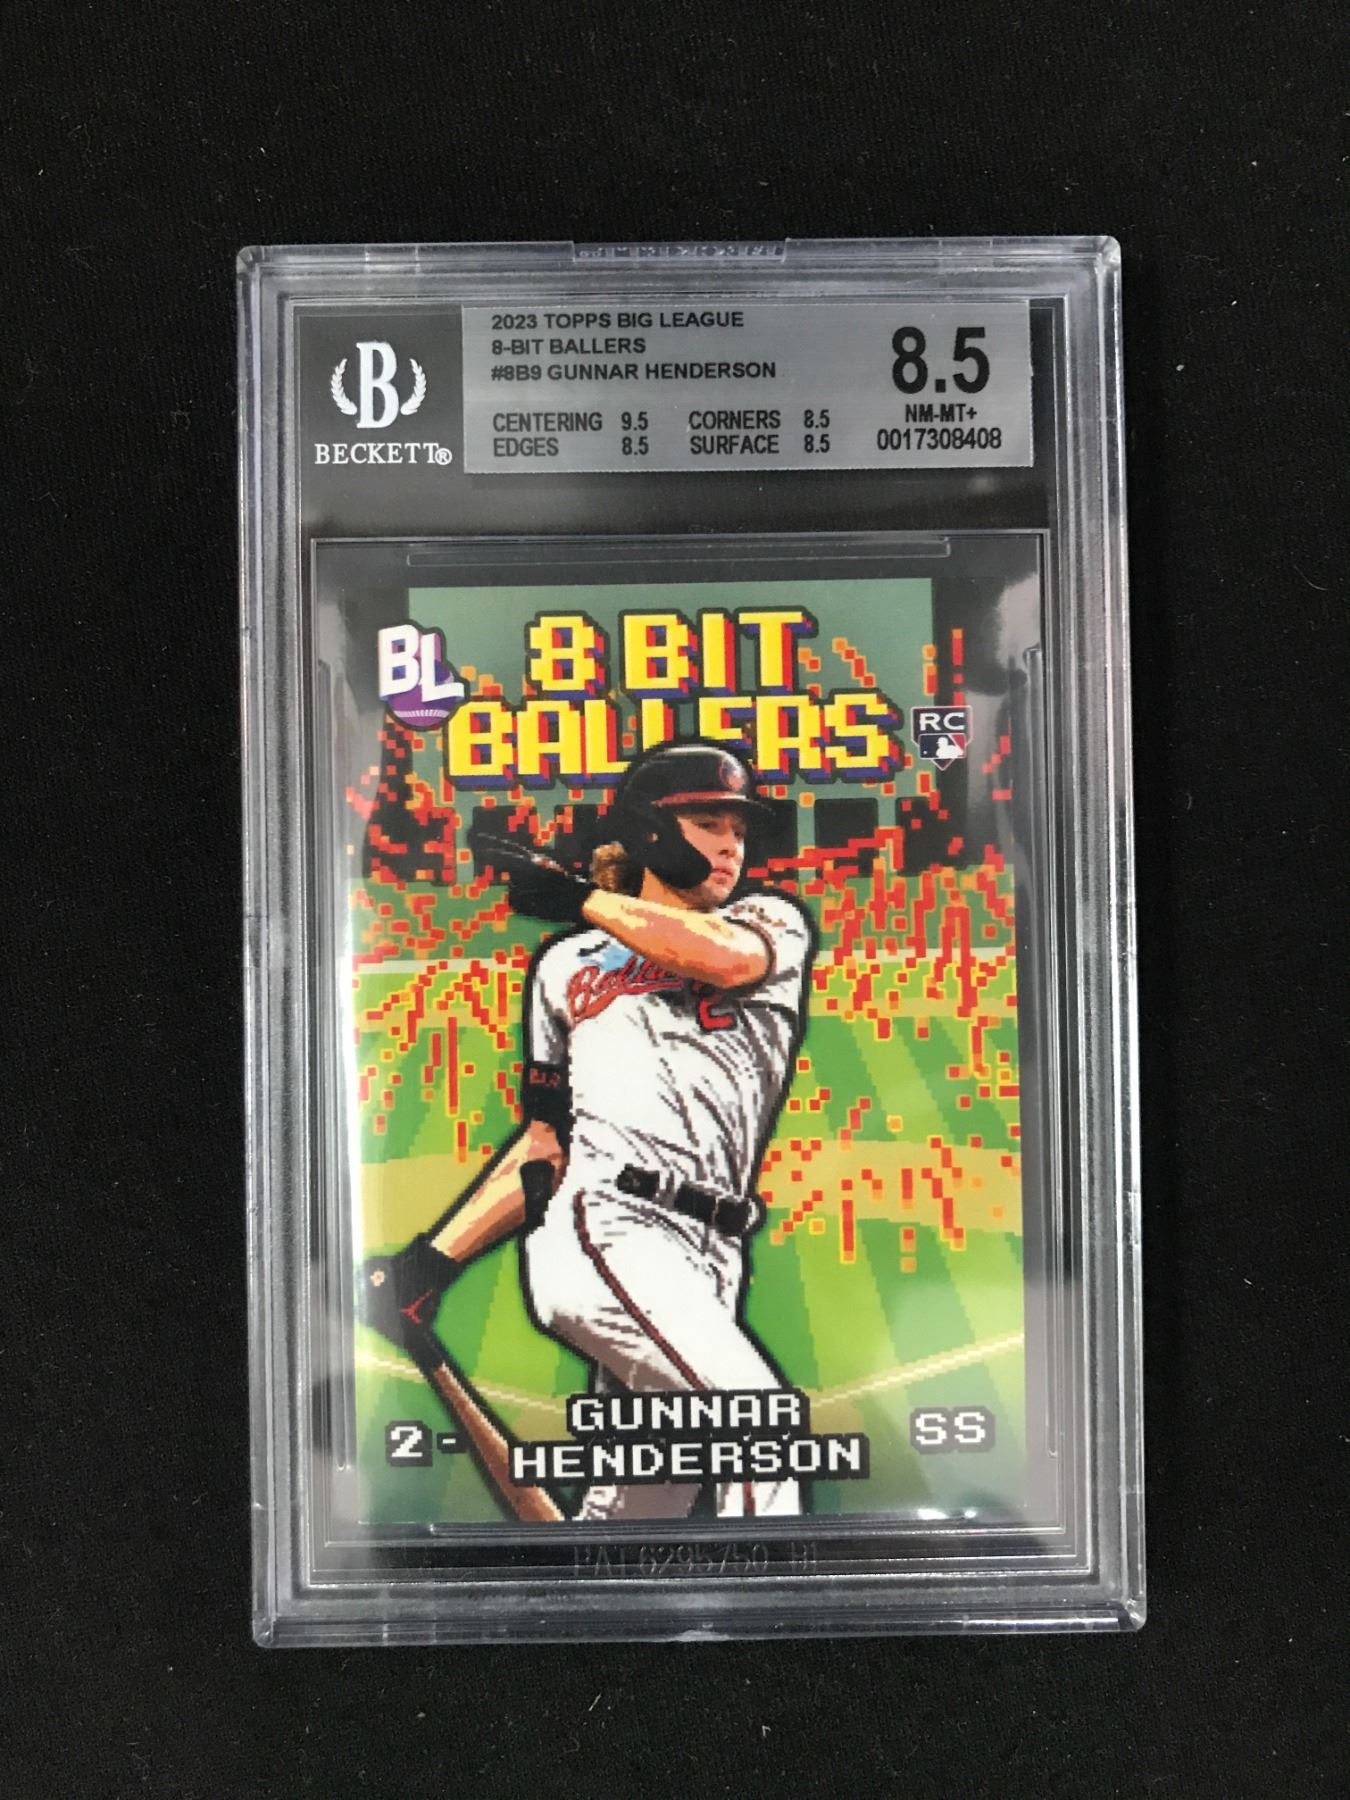 2023 TOPPS BIG LEAGUE
8-BIT BALLERS
#8B9 GUNNAR HENDERSON
CENTERING 9.5 CORNERS 8.5
EDGES 8.5 SURFACE 8.5
8.5
NM-MT+
0017308408
B
BECKETT®
BL
8 BIT
BALLERS
RC
2
2 -
GUNNAR
HENDERSON
SS